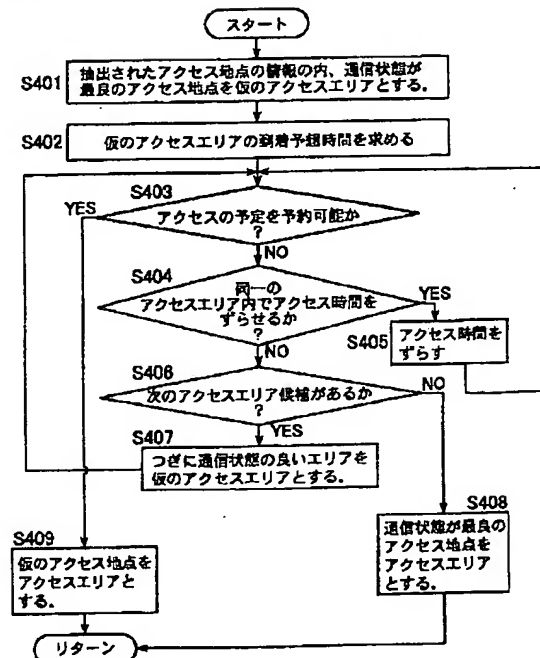 スタート
S401
抽出されたアクセス地点の情報の内、通信状態が
最良のアクセス地点を仮のアクセスエリアとする。
S402
仮のアクセスエリアの到着予想時間を求める
S403
YES
アクセスの予定を予約可能か
?
NO
S404
同一の
アクセスエリア内でアクセス時間を
ずらせるか
?
YES
S405
アクセス時間を
ずらす
NO
S406
次のアクセスエリア候補があるか
?
NO
YES
S407
つぎに通信状態の良いエリアを
仮のアクセスエリアとする。
S408
通信状態が最良の
アクセス地点を
アクセスエリア
とする。
S409
仮のアクセス地点を
アクセスエリアと
する。
リターン